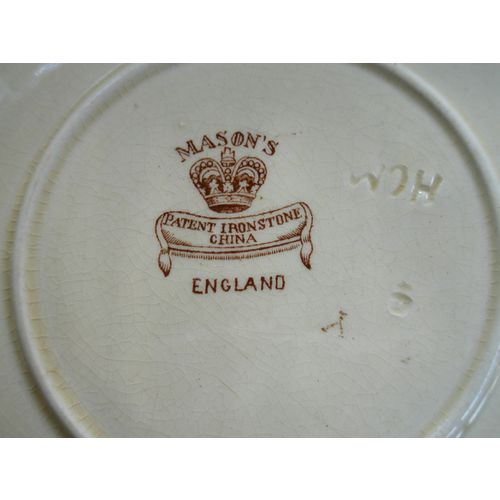 MASON'S
PATENT IRONSTONE
CHINA
ENGLAND